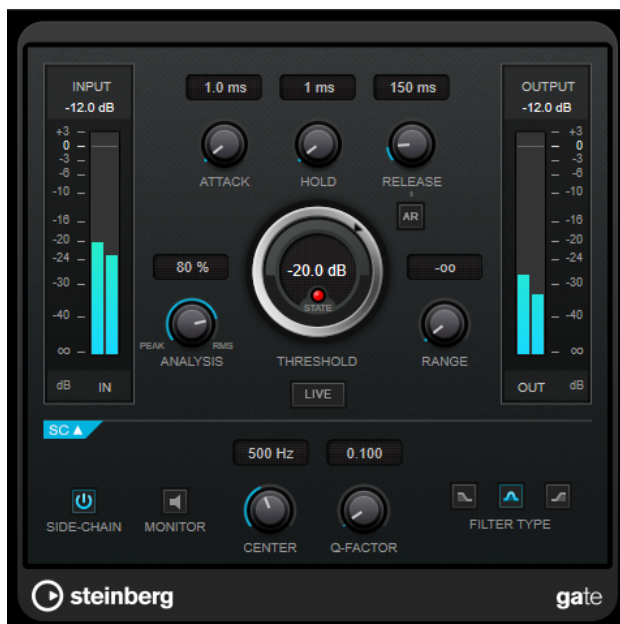 INPUT
-12.0 dB
+3
0
-3
-6
-10
-16
-20
-24
-30
-40
∞
dB IN
1.0 ms
1 ms
150 ms
ATTACK
HOLD
RELEASE
AR
80 %
PEAK
RMS
ANALYSIS
-20.0 dB
STATE
THRESHOLD
LIVE
-oo
RANGE
OUTPUT
-12.0 dB
+3
0
-3
-6
-10
-16
-20
-24
-30
-40
∞
OUT dB
SC
SIDE-CHAIN
MONITOR
500 Hz
0.100
CENTER
Q-FACTOR
FILTER TYPE
steinberg
gate